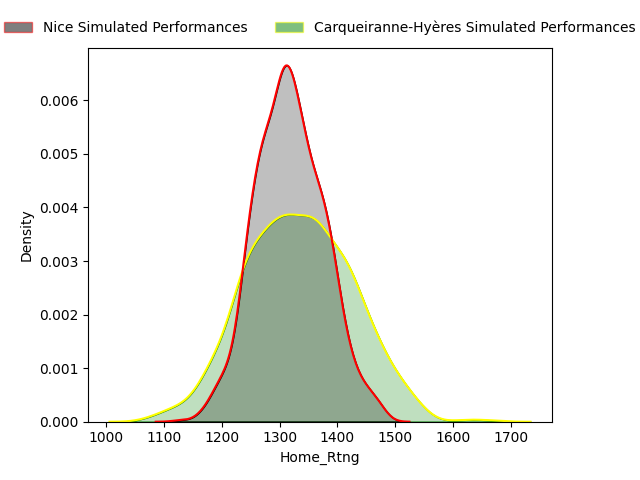 Nice Simulated Performances
Carqueiranne-Hyères Simulated Performances
0.006
0.005
0.004
0.003
0.002
0.001
0.000
Density
1000 1100 1200 1300 1400 1500 1600 1700
Home_Rtng